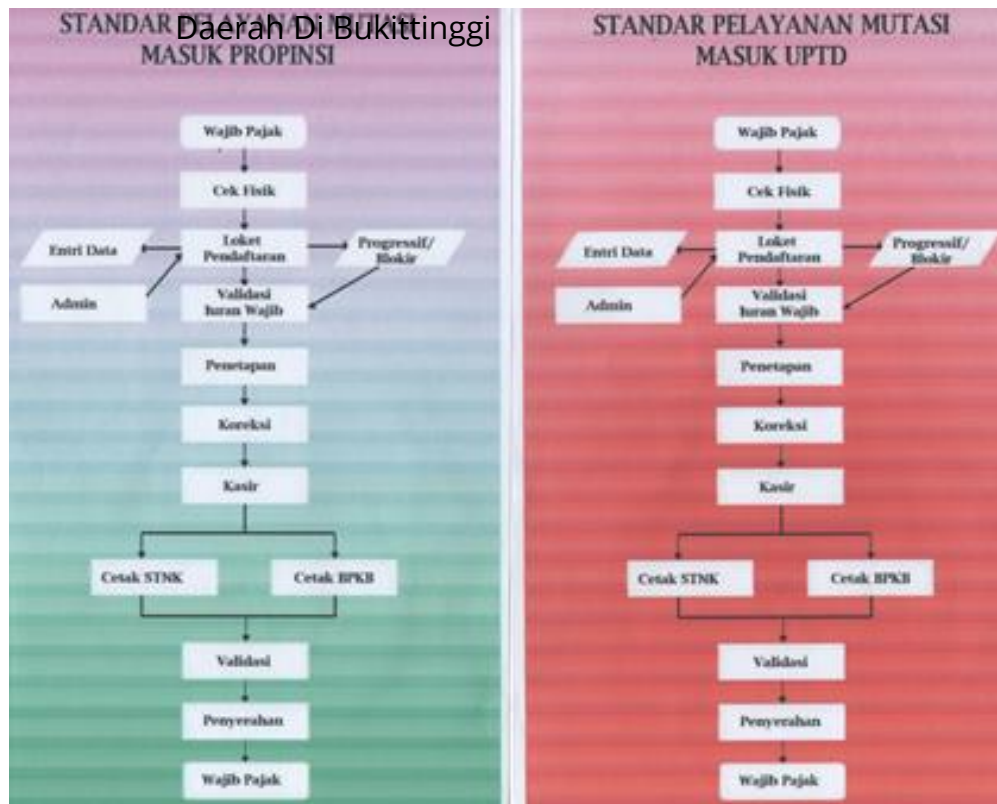 Daerah Di Bukittinggi
STANDAR PELAYANAN MUTASI
MASUK PROPINSI
Wajib Pajak
Cek Fisik
Entri Data
Loket
Pendaftaran
Progressif/
Blokir
Admin
Validasi
Iuran Wajib
Penetapan
Koreksi
Kasir
Cetak STNK
Cetak BPKB
Validasi
Penyerahan
Wajib Pajak
STANDAR PELAYANAN MUTASI
MASUK UPTD
Wajib Pajak
Cek Fisik
Entri Data
Loket
Pendaftaran
Progressif/
Blokir
Admin
Validasi
Iuran Wajib
Penetapan
Koreksi
Kasir
Cetak STNK
Cetak BPKB
Validasi
Penyerahan
Wajib Pajak